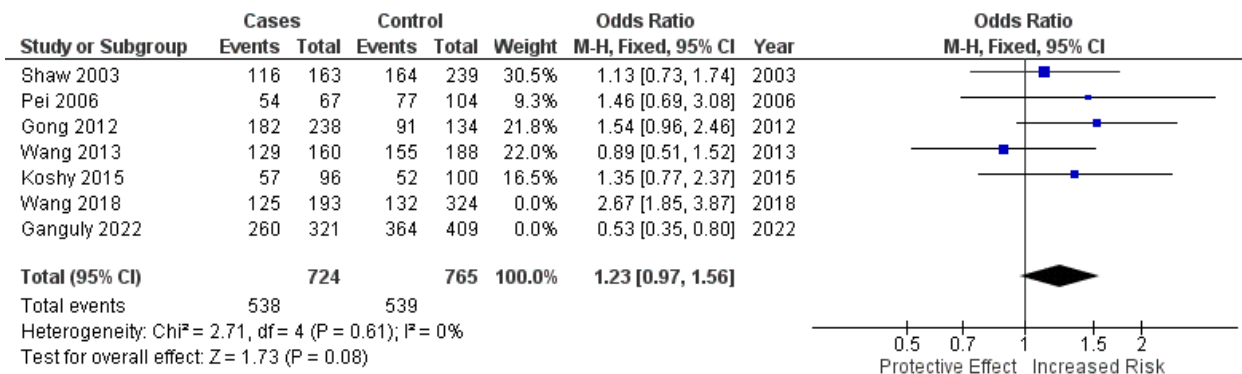 Cases Control Odds Ratio Odds Ratio
Study or Subgroup Events Total Events Total Weight M-H, Fixed, 95% CI Year M-H, Fixed, 95% CI
Shaw 2003 116 163 164 239 30.5% 1.13 [0.73, 1.74] 2003
Pei 2006 54 67 77 104 9.3% 1.46 [0.69, 3.08] 2006
Gong 2012 182 238 91 134 21.8% 1.54 [0.96, 2.46] 2012
Wang 2013 129 160 155 188 22.0% 0.89 [0.51, 1.52] 2013
Koshy 2015 57 96 52 100 16.5% 1.35 [0.77, 2.37] 2015
Wang 2018 125 193 132 324 0.0% 2.67 [1.85, 3.87] 2018
Ganguly 2022 260 321 364 409 0.0% 0.53 [0.35, 0.80] 2022
Total (95% CI) 724 765 100.0% 1.23 [0.97, 1.56]
Total events 538 539
Heterogeneity: Chi² = 2.71, df = 4 (P = 0.61); I² = 0%
Test for overall effect: Z = 1.73 (P = 0.08)
0.5 0.7 1 1.5 2
Protective Effect Increased Risk